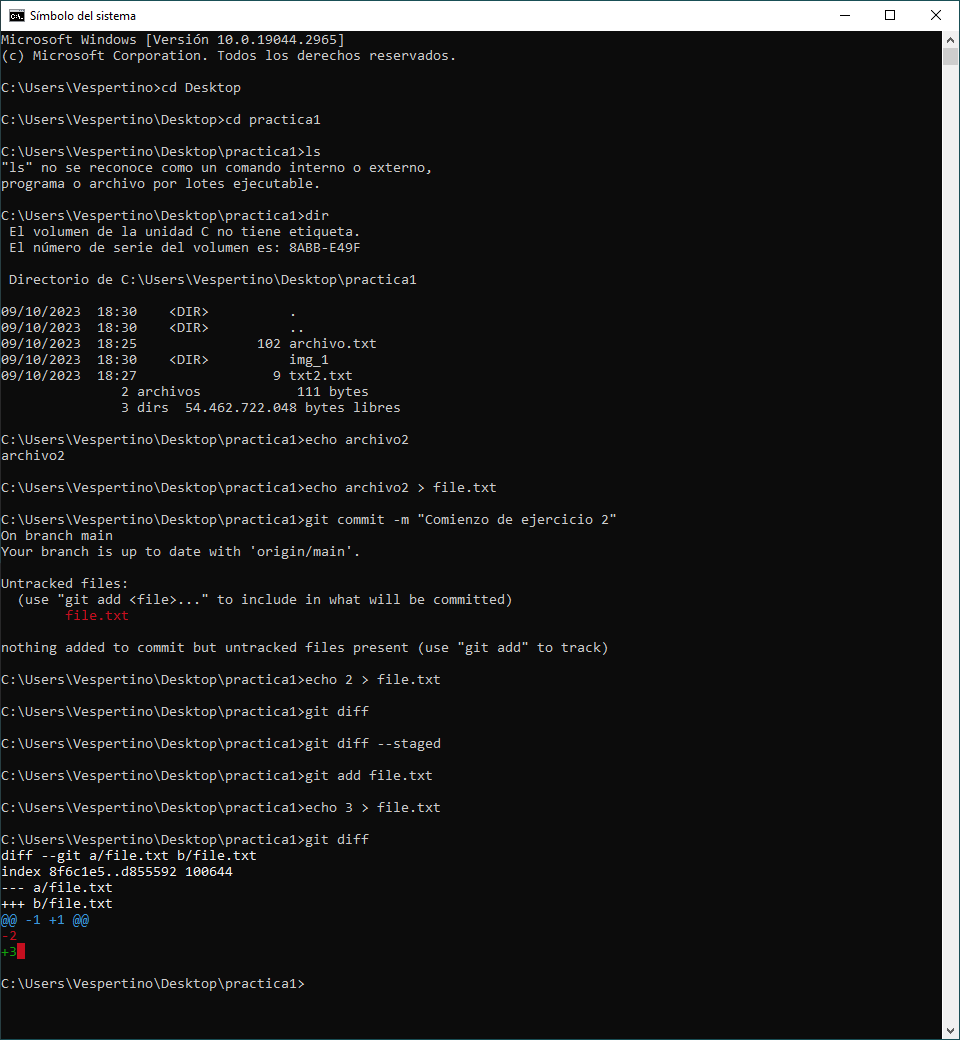 Símbolo del sistema
Microsoft Windows [Versión 10.0.19044.2965]
(c) Microsoft Corporation. Todos los derechos reservados.
C:\Users\Vespertino>cd Desktop
C:\Users\Vespertino\Desktop>cd practica1
C:\Users\Vespertino\Desktop\practica1>ls
"ls" no se reconoce como un comando interno o externo,
programa o archivo por lotes ejecutable.
C:\Users\Vespertino\Desktop\practica1>dir
 El volumen de la unidad C no tiene etiqueta.
 El número de serie del volumen es: 8ABB-E49F
 Directorio de C:\Users\Vespertino\Desktop\practica1
09/10/2023  18:30    <DIR>          .
09/10/2023  18:30    <DIR>          ..
09/10/2023  18:25               102 archivo.txt
09/10/2023  18:30    <DIR>          img_1
09/10/2023  18:27                 9 txt2.txt
               2 archivos            111 bytes
               3 dirs  54.462.722.048 bytes libres
C:\Users\Vespertino\Desktop\practica1>echo archivo2
archivo2
C:\Users\Vespertino\Desktop\practica1>echo archivo2 > file.txt
C:\Users\Vespertino\Desktop\practica1>git commit -m "Comienzo de ejercicio 2"
On branch main
Your branch is up to date with 'origin/main'.
Untracked files:
  (use "git add <file>..." to include in what will be committed)
        file.txt
nothing added to commit but untracked files present (use "git add" to track)
C:\Users\Vespertino\Desktop\practica1>echo 2 > file.txt
C:\Users\Vespertino\Desktop\practica1>git diff
C:\Users\Vespertino\Desktop\practica1>git diff --staged
C:\Users\Vespertino\Desktop\practica1>git add file.txt
C:\Users\Vespertino\Desktop\practica1>echo 3 > file.txt
C:\Users\Vespertino\Desktop\practica1>git diff
diff --git a/file.txt b/file.txt
index 8f6c1e5..d855592 100644
--- a/file.txt
+++ b/file.txt
@@ -1 +1 @@
-2
+3
C:\Users\Vespertino\Desktop\practica1>